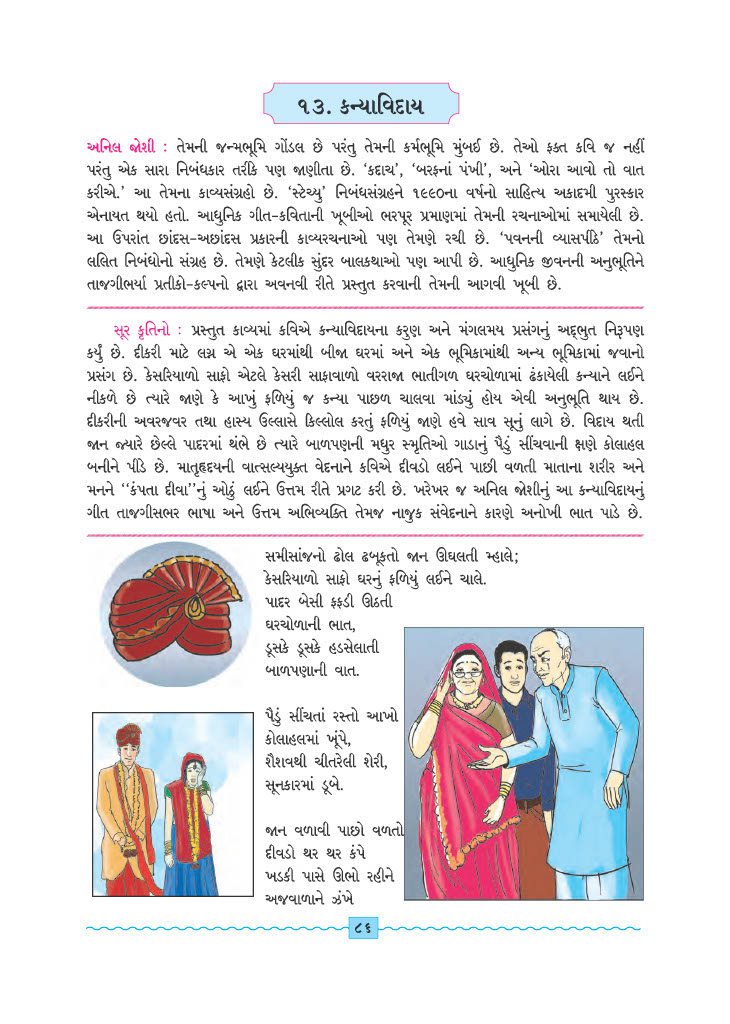 ૧૩. કન્યાવિદાય
અનિલ જોશી : તેમની જન્મભૂમિ ગોંડલ છે પરંતુ તેમની કર્મભૂમિ મુંબઈ છે. તેઓ ફક્ત કવિ જ નહીં
પરંતુ એક સારા નિબંધકાર તરીકે પણ જાણીતા છે. ‘કદાચ’, ‘બરફનાં પંખી’, અને ‘ઓરા આવો તો વાત
કરીએ.’ આ તેમના કાવ્યસંગ્રહો છે. ‘સ્ટેચ્યુ’ નિબંધસંગ્રહને ૧૯૯૦ના વર્ષનો સાહિત્ય અકાદમી પુરસ્કાર
એનાયત થયો હતો. આધુનિક ગીત-કવિતાની ખૂબીઓ ભરપૂર પ્રમાણમાં તેમની રચનાઓમાં સમાયેલી છે.
આ ઉપરાંત છાંદસ-અછાંદસ પ્રકારની કાવ્યરચનાઓ પણ તેમણે રચી છે. ‘પવનની વ્યાસપીઠે’ તેમનો
લલિત નિબંધોનો સંગ્રહ છે. તેમણે કેટલીક સુંદર બાલકથાઓ પણ આપી છે. આધુનિક જીવનની અનુભૂતિને
તાજગીભર્યા પ્રતીકો-કલ્પનો દ્વારા અવનવી રીતે પ્રસ્તુત કરવાની તેમની આગવી ખૂબી છે.
સૂર કૃતિનો : પ્રસ્તુત કાવ્યમાં કવિએ કન્યાવિદાયના કરુણ અને મંગલમય પ્રસંગનું અદ્‌ભુત નિરૂપણ
કર્યું છે. દીકરી માટે લગ્ન એ એક ઘરમાંથી બીજા ઘરમાં અને એક ભૂમિકામાંથી અન્ય ભૂમિકામાં જવાનો
પ્રસંગ છે. કેસરિયાળો સાફો એટલે કેસરી સાફાવાળો વરરાજા ભાતીગળ ઘરચોળામાં ઢંકાયેલી કન્યાને લઈને
નીકળે છે ત્યારે જાણે કે આખું ફળિયું જ કન્યા પાછળ ચાલવા માંડ્યું હોય એવી અનુભૂતિ થાય છે.
દીકરીની અવરજવર તથા હાસ્ય ઉલ્લાસે કિલ્લોલ કરતું ફળિયું જાણે હવે સાવ સૂનું લાગે છે. વિદાય થતી
જાન જ્યારે છેલ્લે પાદરમાં થંભે છે ત્યારે બાળપણની મધુર સ્મૃતિઓ ગાડાનું પૈડું સીંચવાની ક્ષણે કોલાહલ
બનીને પીડે છે. માતૃહૃદયની વાત્સલ્યયુક્ત વેદનાને કવિએ દીવડો લઈને પાછી વળતી માતાના શરીર અને
મનને ‘‘કંપતા દીવા’’નું ઓઠું લઈને ઉત્તમ રીતે પ્રગટ કરી છે. ખરેખર જ અનિલ જોશીનું આ કન્યાવિદાયનું
ગીત તાજગીસભર ભાષા અને ઉત્તમ અભિવ્યક્તિ તેમજ નાજુક સંવેદનાને કારણે અનોખી ભાત પાડે છે.
સમીસાંજનો ઢોલ ઢબૂકતો જાન ઊઘલતી મ્હાલે;
કેસરિયાળો સાફો ઘરનું ફળિયું લઈને ચાલે.
પાદર બેસી ફફડી ઊઠતી
ઘરચોળાની ભાત,
ડૂસકે ડૂસકે હડસેલાતી
બાળપણાની વાત.
પૈડું સીંચતાં રસ્તો આખો
કોલાહલમાં ખૂંપે,
શૈશવથી ચીતરેલી શેરી,
સૂનકારમાં ડૂબે.
જાન વળાવી પાછો વળતો
દીવડો થર થર કંપે
ખડકી પાસે ઊભો રહીને
અજવાળાને ઝંખે
૮૬